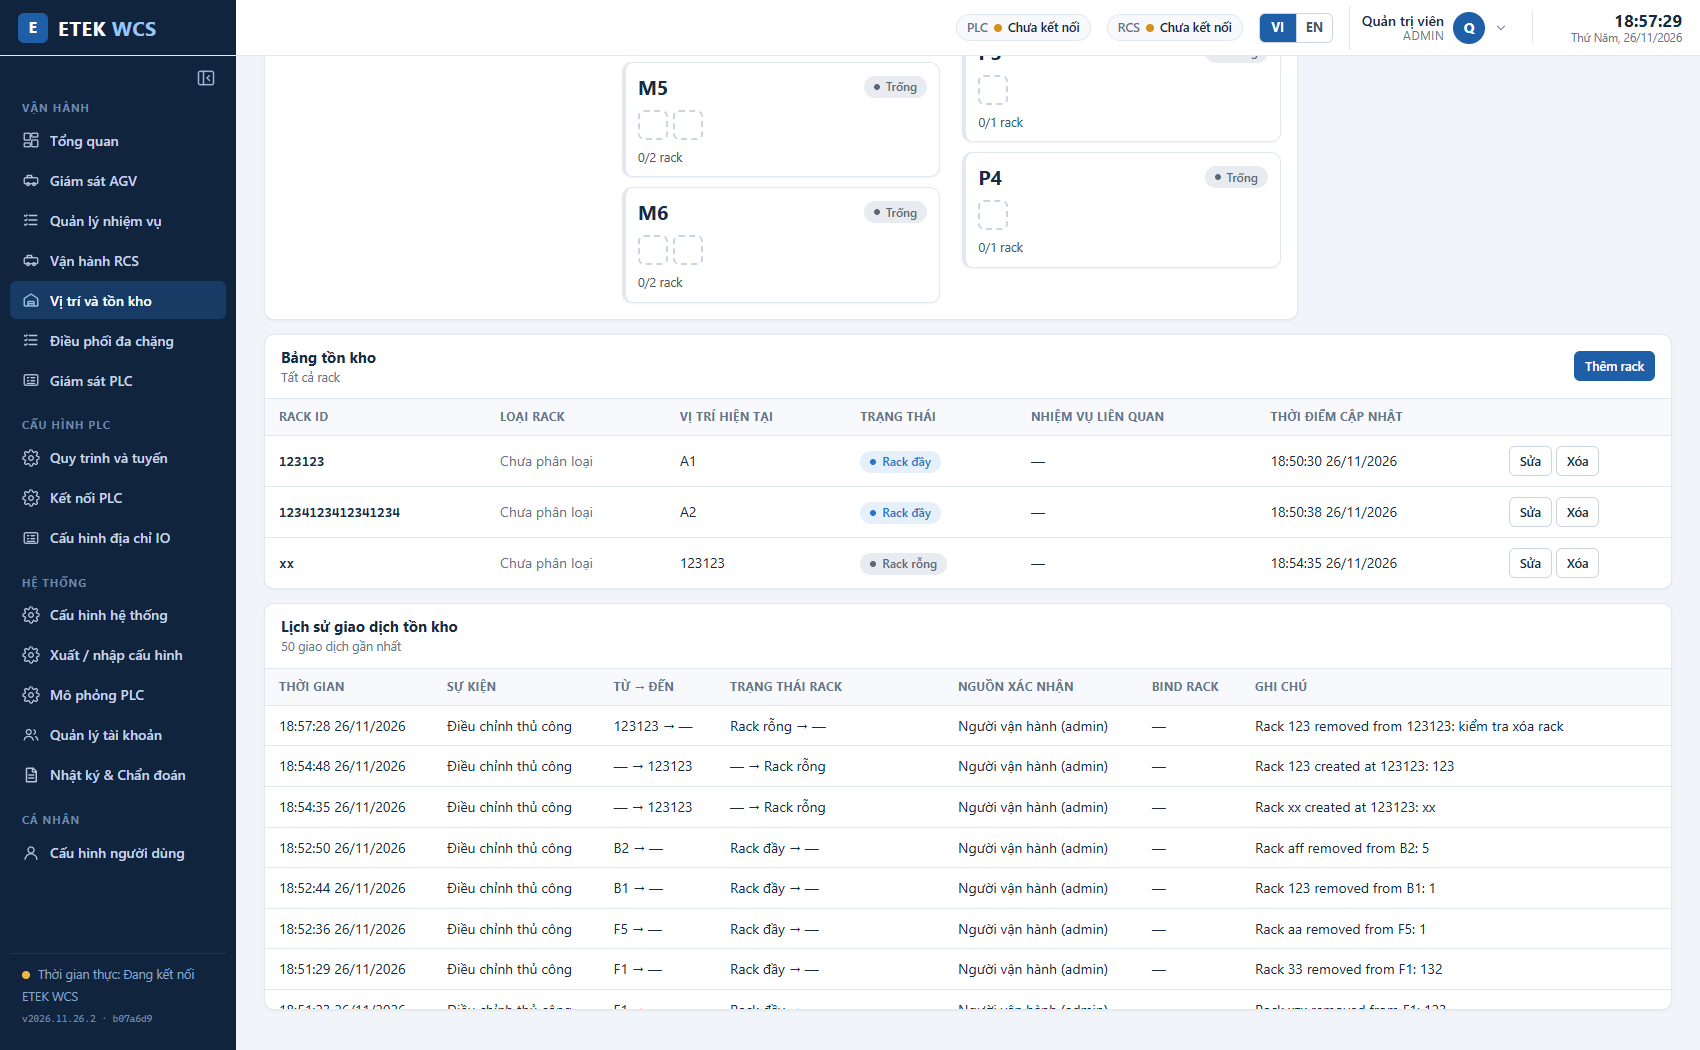 E ETEK WCS
PLC Chưa kết nối
RCS Chưa kết nối
VI EN
Quản trị viên
ADMIN
Q
18:57:29
Thứ Năm, 26/11/2026
VẬN HÀNH
Tổng quan
Giám sát AGV
Quản lý nhiệm vụ
Vận hành RCS
Vị trí và tồn kho
Điều phối đa chặng
Giám sát PLC
CẤU HÌNH PLC
Quy trình và tuyến
Kết nối PLC
Cấu hình địa chỉ IO
HỆ THỐNG
Cấu hình hệ thống
Xuất / nhập cấu hình
Mô phỏng PLC
Quản lý tài khoản
Nhật ký & Chẩn đoán
CÁ NHÂN
Cấu hình người dùng
Thời gian thực: Đang kết nối
ETEK WCS
v2026.11.26.2 · b07a6d9
M5 Trống
0/2 rack
M6 Trống
0/2 rack
0/1 rack
P4 Trống
0/1 rack
Bảng tồn kho
Tất cả rack
Thêm rack
RACK ID LOẠI RACK VỊ TRÍ HIỆN TẠI TRẠNG THÁI NHIỆM VỤ LIÊN QUAN THỜI ĐIỂM CẬP NHẬT
123123 Chưa phân loại A1 Rack đầy — 18:50:30 26/11/2026 Sửa Xóa
1234123412341234 Chưa phân loại A2 Rack đầy — 18:50:38 26/11/2026 Sửa Xóa
xx Chưa phân loại 123123 Rack rỗng — 18:54:35 26/11/2026 Sửa Xóa
Lịch sử giao dịch tồn kho
50 giao dịch gần nhất
THỜI GIAN SỰ KIỆN TỪ → ĐẾN TRẠNG THÁI RACK NGUỒN XÁC NHẬN BIND RACK GHI CHÚ
18:57:28 26/11/2026 Điều chỉnh thủ công 123123 → — Rack rỗng → — Người vận hành (admin) — Rack 123 removed from 123123: kiểm tra xóa rack
18:54:48 26/11/2026 Điều chỉnh thủ công — → 123123 — → Rack rỗng Người vận hành (admin) — Rack 123 created at 123123: 123
18:54:35 26/11/2026 Điều chỉnh thủ công — → 123123 — → Rack rỗng Người vận hành (admin) — Rack xx created at 123123: xx
18:52:50 26/11/2026 Điều chỉnh thủ công B2 → — Rack đầy → — Người vận hành (admin) — Rack aff removed from B2: 5
18:52:44 26/11/2026 Điều chỉnh thủ công B1 → — Rack đầy → — Người vận hành (admin) — Rack 123 removed from B1: 1
18:52:36 26/11/2026 Điều chỉnh thủ công F5 → — Rack đầy → — Người vận hành (admin) — Rack aa removed from F5: 1
18:51:29 26/11/2026 Điều chỉnh thủ công F1 → — Rack đầy → — Người vận hành (admin) — Rack 33 removed from F1: 132